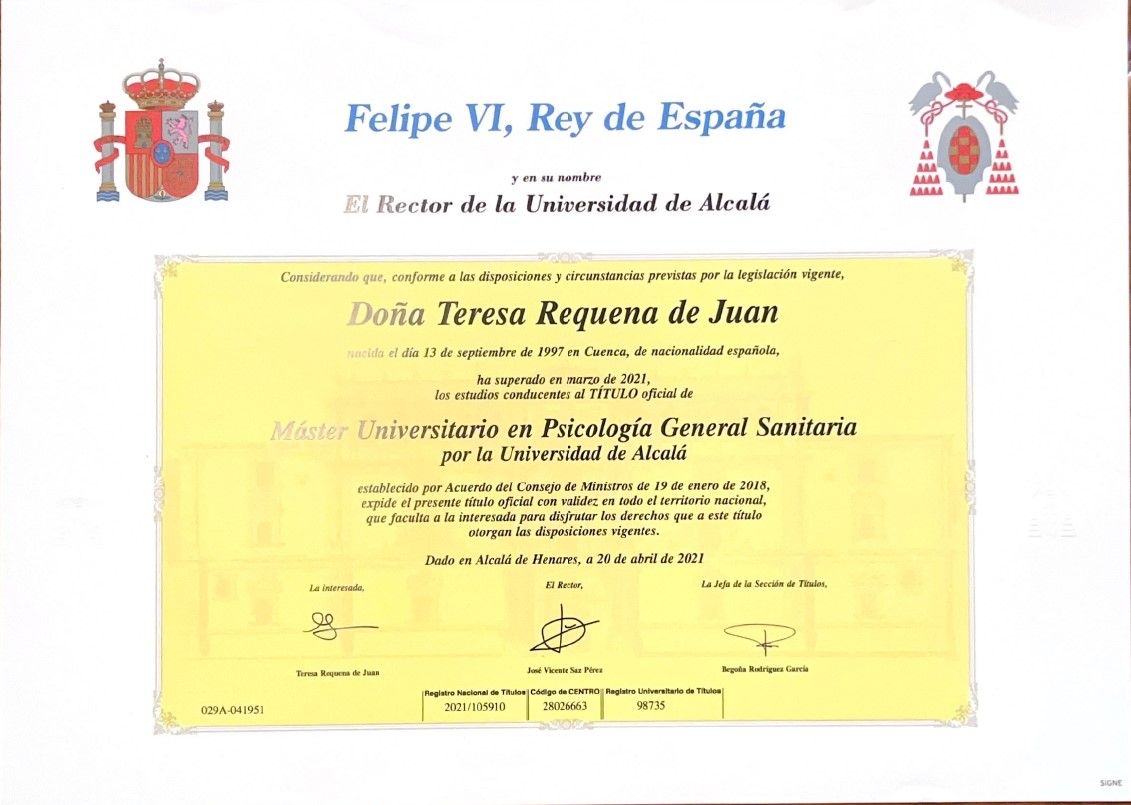 Felipe VI, Rey de España
y en su nombre
El Rector de la Universidad de Alcalá
Considerando que, conforme a las disposiciones y circunstancias previstas por la legislación vigente,
Doña Teresa Requena de Juan
nacida el día 13 de septiembre de 1997 en Cuenca, de nacionalidad española,
ha superado en marzo de 2021,
los estudios conducentes al TÍTULO oficial de
Máster Universitario en Psicología General Sanitaria
por la Universidad de Alcalá
establecido por Acuerdo del Consejo de Ministros de 19 de enero de 2018,
expide el presente título oficial con validez en todo el territorio nacional,
que faculta a la interesada para disfrutar los derechos que a este título
otorgan las disposiciones vigentes.
Dado en Alcalá de Henares, a 20 de abril de 2021
La interesada, El Rector, La Jefa de la Sección de Títulos,
Teresa Requena de Juan José Vicente Saz Pérez Begoña Rodríguez García
Registro Nacional de Títulos Código de CENTRO Registro Universitario de Títulos
029A-041951 2021/105910 28026663 98735
SIGNE